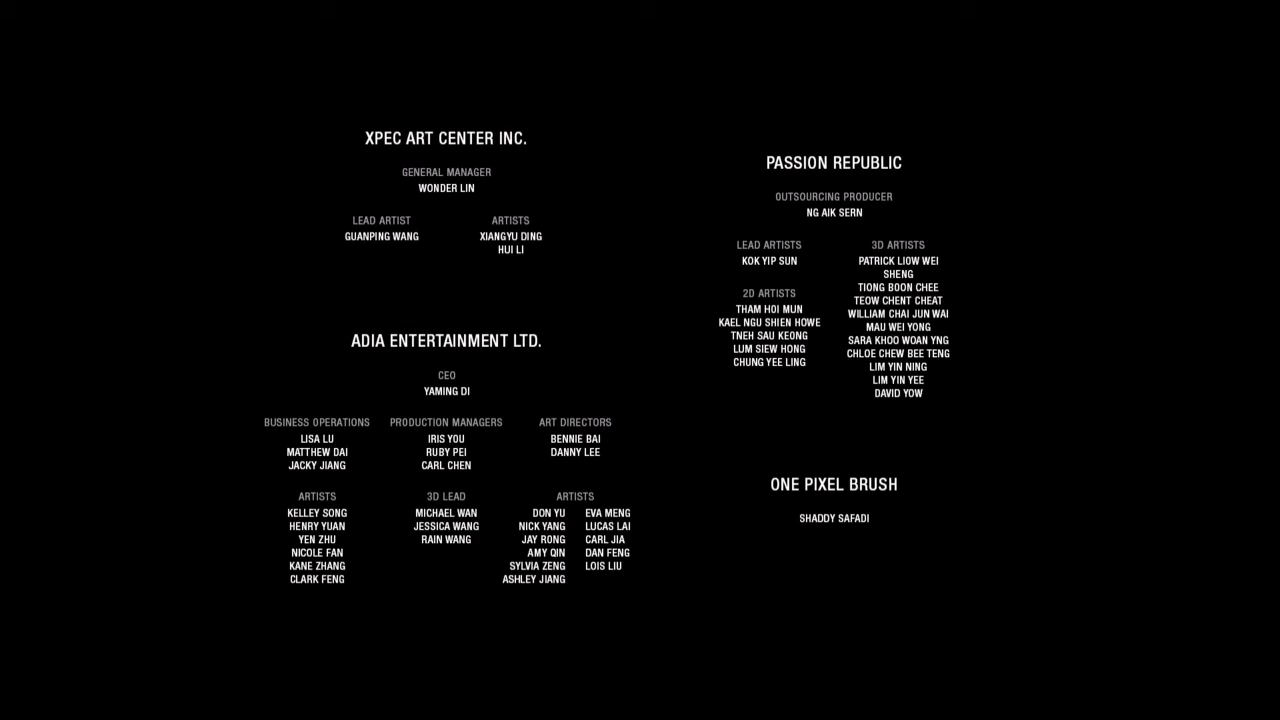 XPEC ART CENTER INC.
GENERAL MANAGER
WONDER LIN
LEAD ARTIST
GUANPING WANG
ARTISTS
XIANGYU DING
HUI LI
ADIA ENTERTAINMENT LTD.
CEO
YAMING DI
BUSINESS OPERATIONS
LISA LU
MATTHEW DAI
JACKY JIANG
PRODUCTION MANAGERS
IRIS YOU
RUBY PEI
CARL CHEN
ART DIRECTORS
BENNIE BAI
DANNY LEE
ARTISTS
KELLEY SONG
HENRY YUAN
YEN ZHU
NICOLE FAN
KANE ZHANG
CLARK FENG
3D LEAD
MICHAEL WAN
JESSICA WANG
RAIN WANG
ARTISTS
DON YU
NICK YANG
JAY RONG
AMY QIN
SYLVIA ZENG
ASHLEY JIANG
EVA MENG
LUCAS LAI
CARL JIA
DAN FENG
LOIS LIU
PASSION REPUBLIC
OUTSOURCING PRODUCER
NG AIK SERN
LEAD ARTISTS
KOK YIP SUN
2D ARTISTS
THAM HOI MUN
KAEL NGU SHIEN HOWE
TNEH SAU KEONG
LUM SIEW HONG
CHUNG YEE LING
3D ARTISTS
PATRICK LIOW WEI
SHENG
TIONG BOON CHEE
TEOW CHENT CHEAT
WILLIAM CHAI JUN WAI
MAU WEI YONG
SARA KHOO WOAN YNG
CHLOE CHEW BEE TENG
LIM YIN NING
LIM YIN YEE
DAVID YOW
ONE PIXEL BRUSH
SHADDY SAFADI